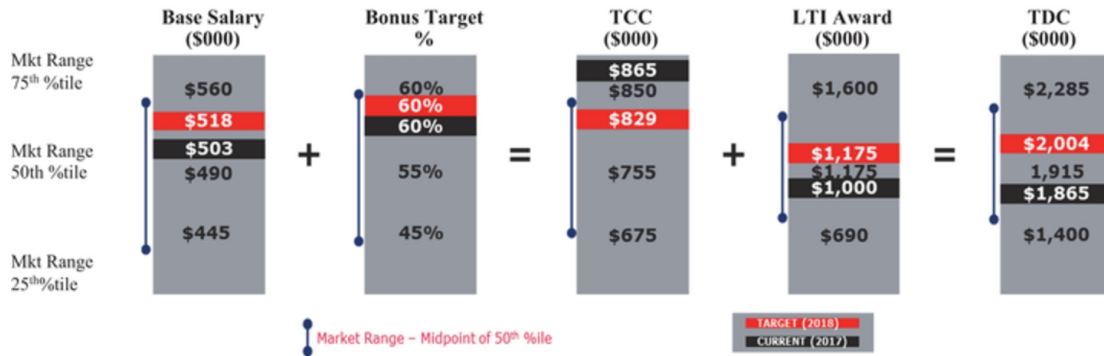 Base Salary
($000)
Bonus Target
%
TCC
($000)
LTI Award
($000)
TDC
($000)
Mkt Range
75th %tile
Mkt Range
50th %tile
Mkt Range
25th%tile
$560
$518
$503
$490
$445
+
60%
60%
60%
55%
45%
=
$865
$850
$829
$755
$675
+
$1,600
$1,175
$1,175
$1,000
$690
=
$2,285
$2,004
1,915
$1,865
$1,400
Market Range – Midpoint of 50th %ile
TARGET (2018)
CURRENT (2017)